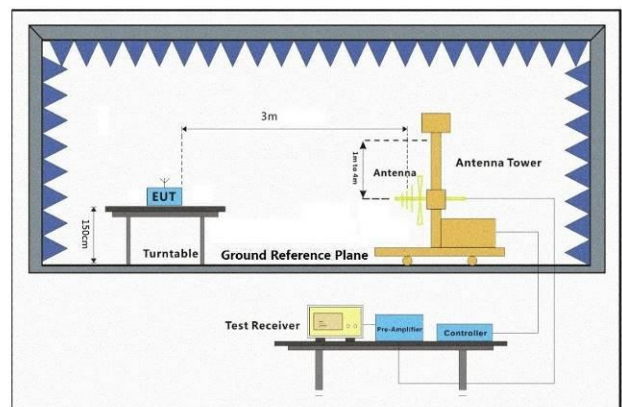 3m
1m to 4m
Antenna
Antenna Tower
EUT
150cm
Turntable
Ground Reference Plane
Test Receiver
Pre-Amplifier
Controller